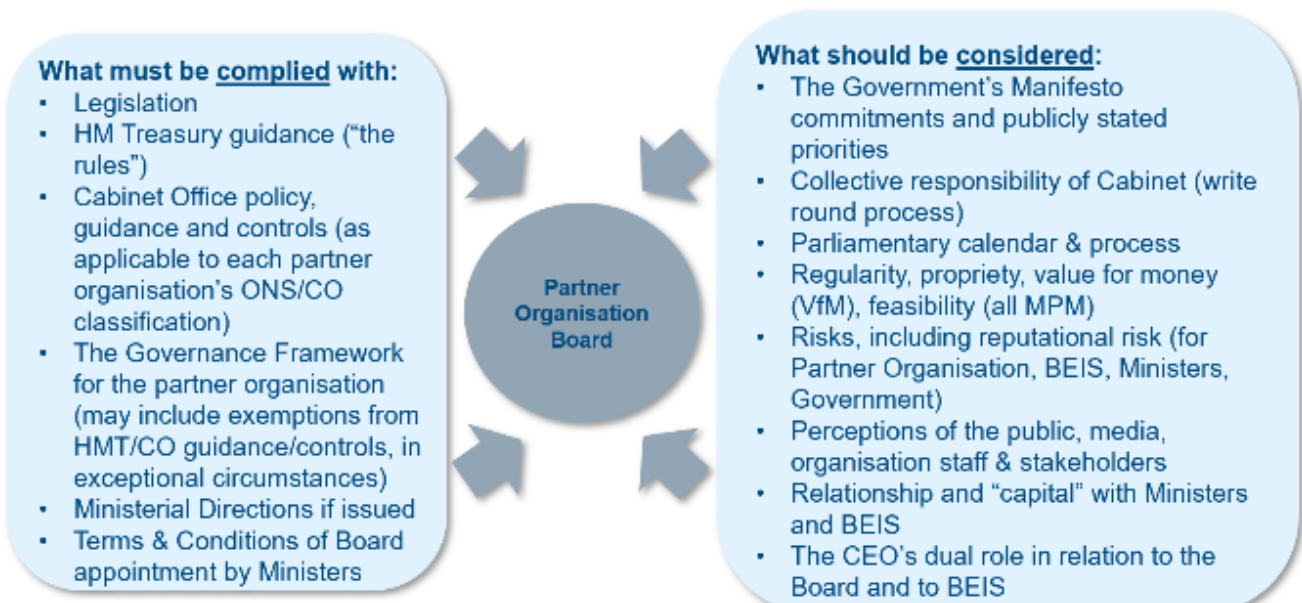 What must be complied with:
• Legislation
• HM Treasury guidance (“the
rules”)
• Cabinet Office policy,
guidance and controls (as
applicable to each partner
organisation’s ONS/CO
classification)
• The Governance Framework
for the partner organisation
(may include exemptions from
HMT/CO guidance/controls, in
exceptional circumstances)
• Ministerial Directions if issued
• Terms & Conditions of Board
appointment by Ministers
Partner
Organisation
Board
What should be considered:
• The Government’s Manifesto
commitments and publicly stated
priorities
• Collective responsibility of Cabinet (write
round process)
• Parliamentary calendar & process
• Regularity, propriety, value for money
(VfM), feasibility (all MPM)
• Risks, including reputational risk (for
Partner Organisation, BEIS, Ministers,
Government)
• Perceptions of the public, media,
organisation staff & stakeholders
• Relationship and “capital” with Ministers
and BEIS
• The CEO’s dual role in relation to the
Board and to BEIS